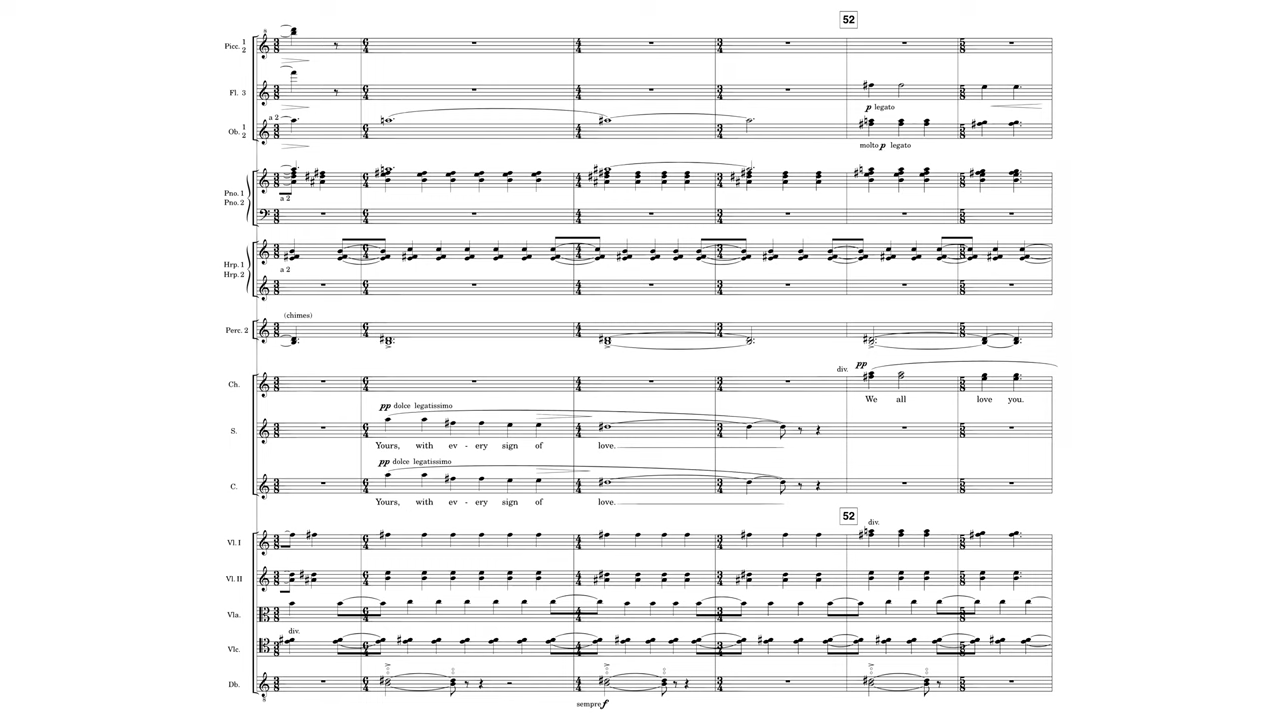 52
Picc. 1
2
Fl. 3
p legato
a 2
Ob. 1
2
molto p legato
Pno. 1
Pno. 2
a 2
Hrp. 1
Hrp. 2
a 2
(chimes)
Perc. 2
div. pp
Ch.
We all love you.
pp dolce legatissimo
S.
Yours, with ev - ery sign of love.
pp dolce legatissimo
C.
Yours, with ev - ery sign of love.
52
div.
Vl. I
Vl. II
Vla.
div.
Vlc.
Db.
sempre f